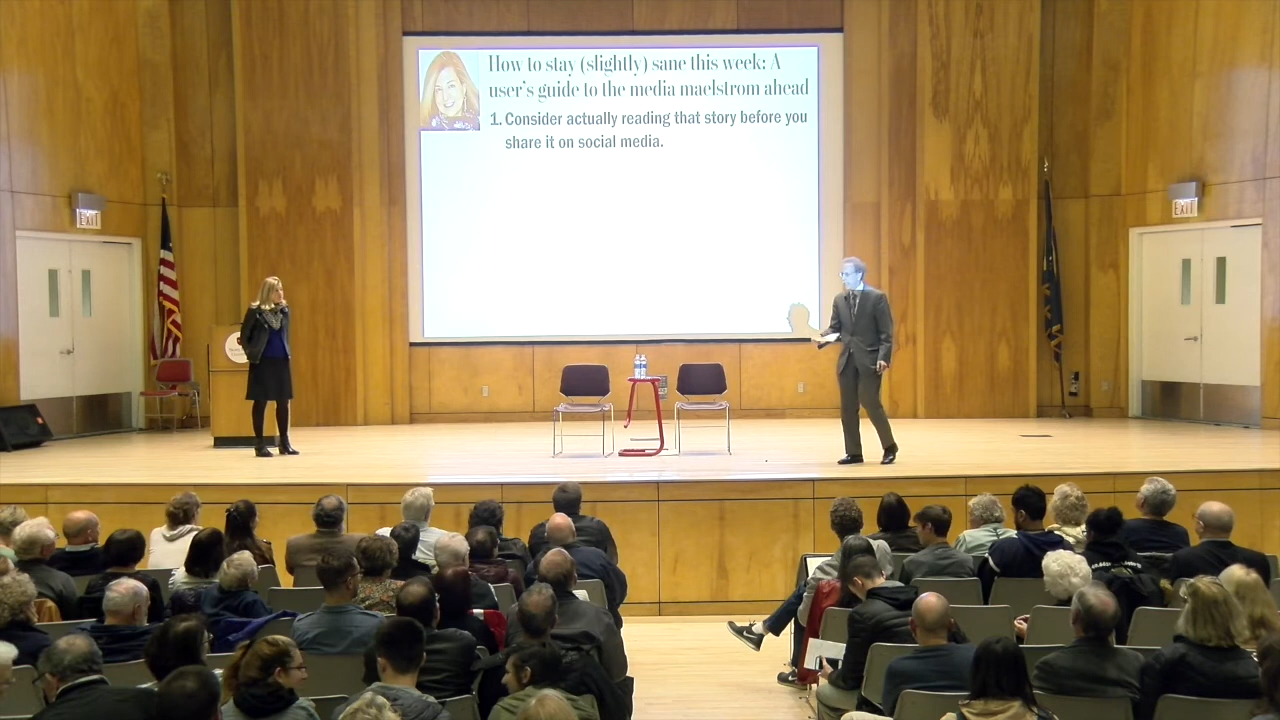 How to stay (slightly) sane this week: A
user's guide to the media maelstrom ahead
1. Consider actually reading that story before you
share it on social media.
EXIT
EXIT